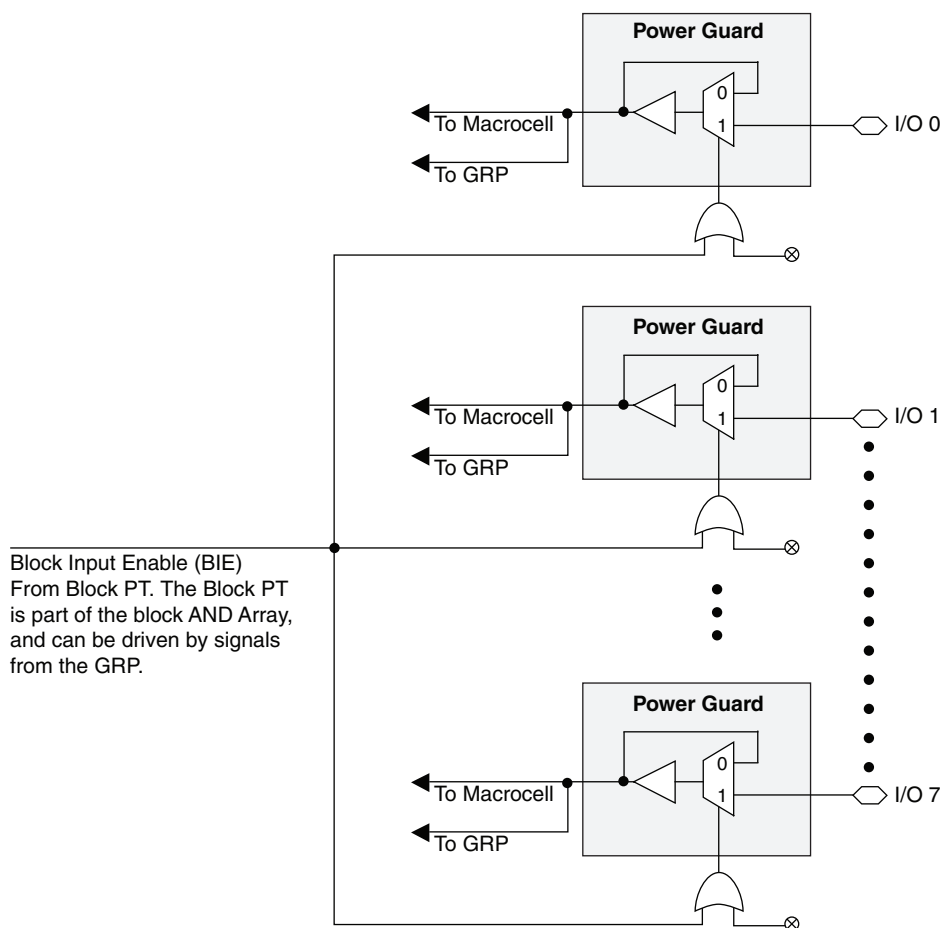 Power Guard
0
1
To Macrocell
To GRP
I/O 0
Power Guard
0
1
To Macrocell
To GRP
I/O 1
Block Input Enable (BIE)
From Block PT. The Block PT
is part of the block AND Array,
and can be driven by signals
from the GRP.
Power Guard
0
1
To Macrocell
To GRP
I/O 7